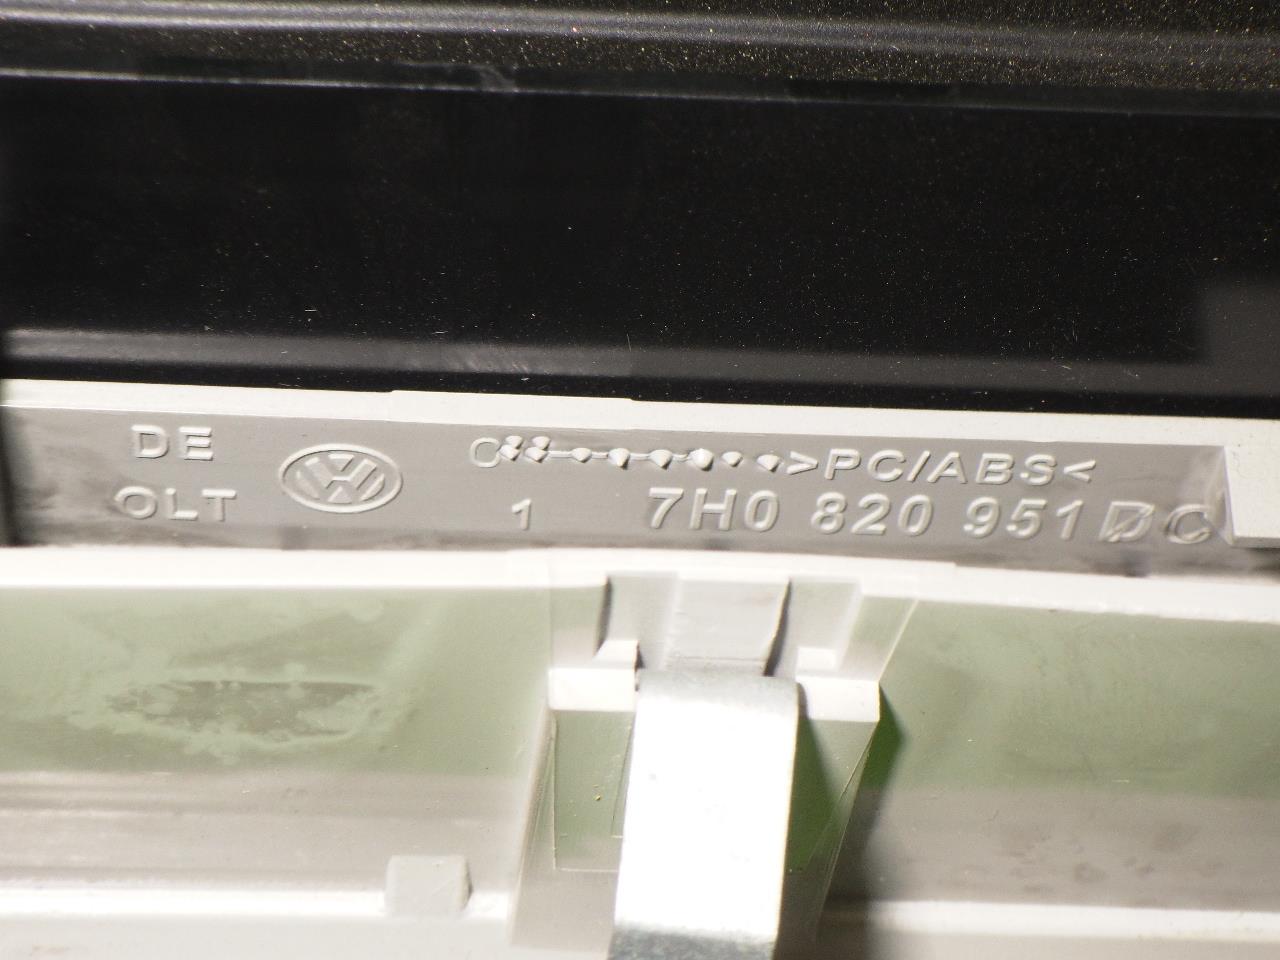 DE
OLT
>PC/ABS<
1 7H0 820 951 D C